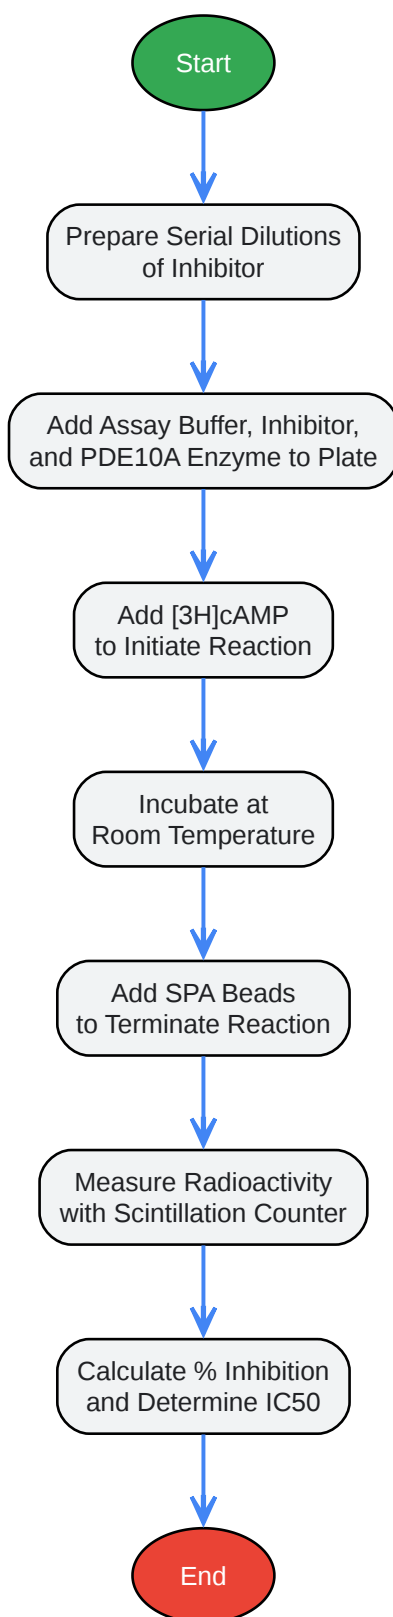 Start
Prepare Serial Dilutions
of Inhibitor
Add Assay Buffer, Inhibitor,
and PDE10A Enzyme to Plate
Add [3H]cAMP
to Initiate Reaction
Incubate at
Room Temperature
Add SPA Beads
to Terminate Reaction
Measure Radioactivity
with Scintillation Counter
Calculate % Inhibition
and Determine IC50
End